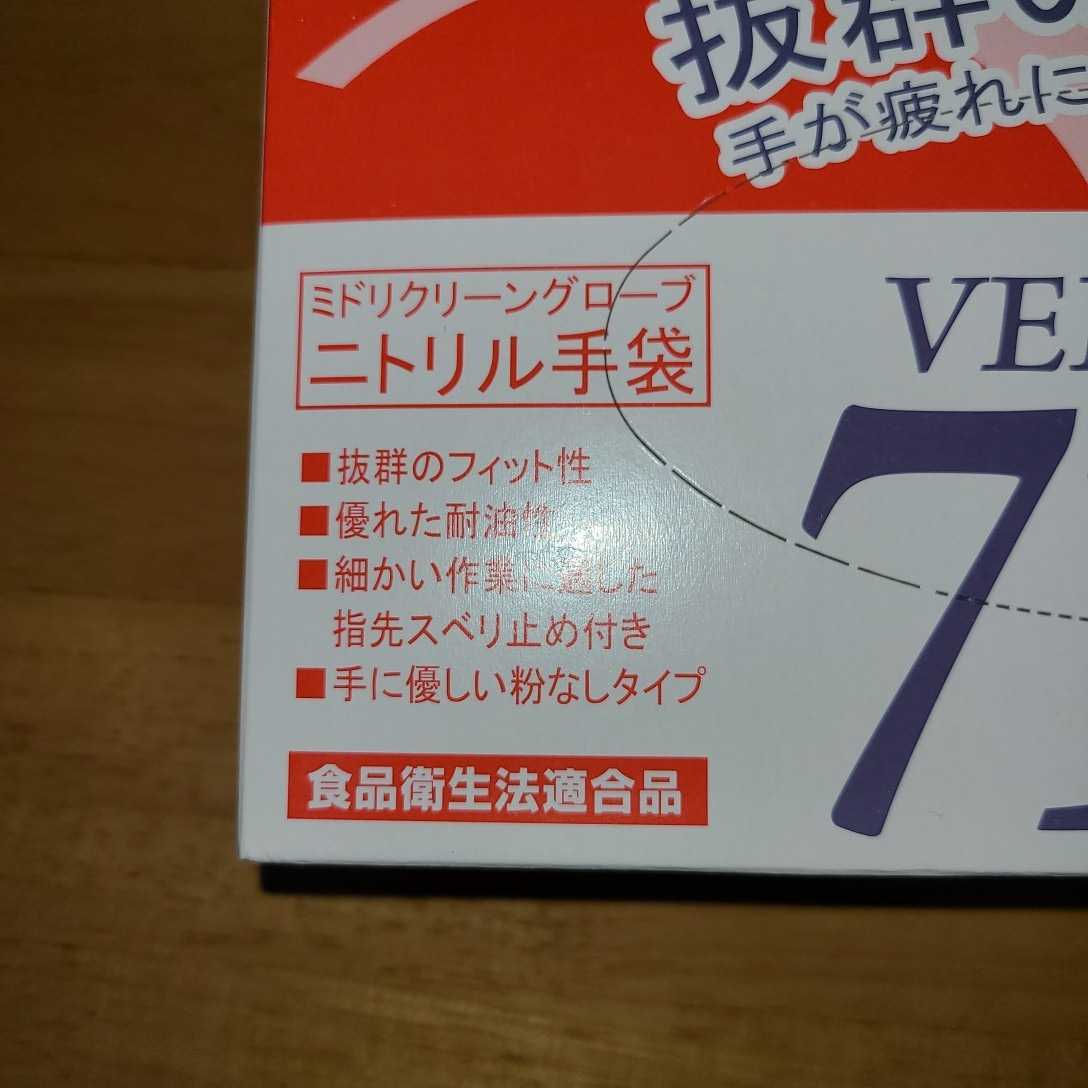 抜群の
手が疲れに
ミドリクリーングローブ
ニトリル手袋
VE
7
■抜群のフィット性
■優れた耐油性
■細かい作業に適した
指先スベリ止め付き
■手に優しい粉なしタイプ
食品衛生法適合品